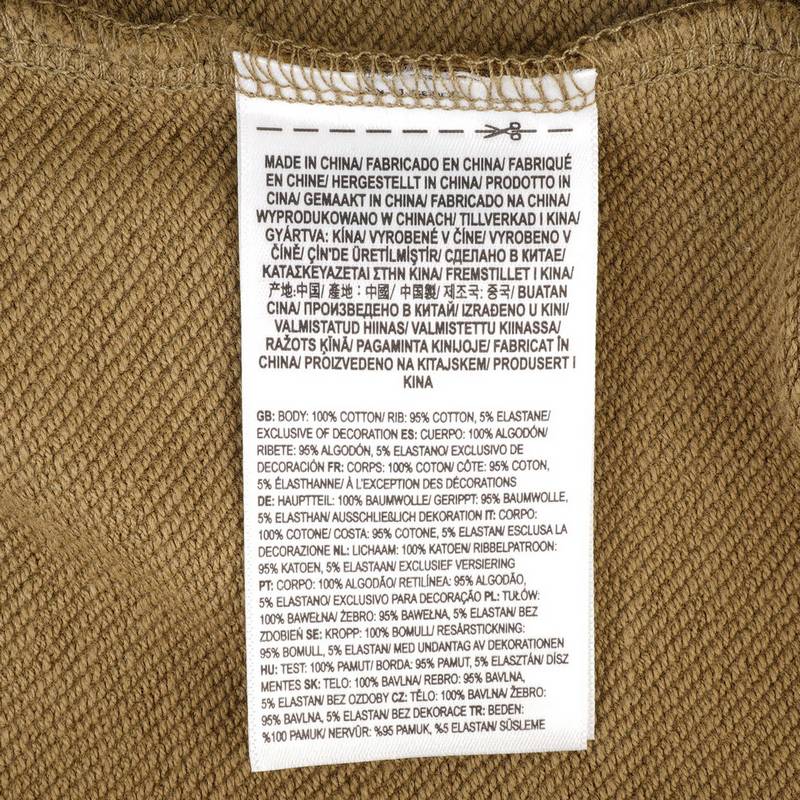 MADE IN CHINA/ FABRICADO EN CHINA/ FABRIQUÉ
EN CHINE/ HERGESTELLT IN CHINA/ PRODOTTO IN
CINA/ GEMAAKT IN CHINA/ FABRICADO NA CHINA/
WYPRODUKOWANO W CHINACH/ TILLVERKAD I KINA/
GYÁRTVA: KÍNA/ VYROBENÉ V ČÍNE/ VYROBENO V
ČÍNĚ/ ÇİN'DE ÜRETİLMİŞTİR/ СДЕЛАНО В КИТАЕ/
ΚΑΤΑΣΚΕΥΑΖΕΤΑΙ ΣΤΗΝ ΚΙΝΑ/ FREMSTILLET I KINA/
产地:中国/ 產地：中國/ 中国製/ 제조국: 중국/ BUATAN
CINA/ ПРОИЗВЕДЕНО В КИТАЙ/ IZRAĐENO U KINI/
VALMISTATUD HIINAS/ VALMISTETTU KIINASSA/
RAŽOTS ĶĪNĀ/ PAGAMINTA KINIJOJE/ FABRICAT ÎN
CHINA/ PROIZVEDENO NA KITAJSKEM/ PRODUSERT I
KINA
GB: BODY: 100% COTTON/ RIB: 95% COTTON, 5% ELASTANE/
EXCLUSIVE OF DECORATION ES: CUERPO: 100% ALGODÓN/
RIBETE: 95% ALGODÓN, 5% ELASTANO/ EXCLUSIVO DE
DECORACIÓN FR: CORPS: 100% COTON/ CÔTE: 95% COTON,
5% ÉLASTHANNE/ À L'EXCEPTION DES DÉCORATIONS
DE: HAUPTTEIL: 100% BAUMWOLLE/ GERIPPT: 95% BAUMWOLLE,
5% ELASTHAN/ AUSSCHLIEßLICH DEKORATION IT: CORPO:
100% COTONE/ COSTA: 95% COTONE, 5% ELASTAN/ ESCLUSA LA
DECORAZIONE NL: LICHAAM: 100% KATOEN/ RIBBELPATROON:
95% KATOEN, 5% ELASTAAN/ EXCLUSIEF VERSIERING
PT: CORPO: 100% ALGODÃO/ RETILÍNEA: 95% ALGODÃO,
5% ELASTANO/ EXCLUSIVO PARA DECORAÇÃO PL: TUŁÓW:
100% BAWEŁNA/ ŻEBRO: 95% BAWEŁNA, 5% ELASTAN/ BEZ
ZDOBIEŃ SE: KROPP: 100% BOMULL/ RESÅRSTICKNING:
95% BOMULL, 5% ELASTAN/ MED UNDANTAG AV DEKORATIONEN
HU: TEST: 100% PAMUT/ BORDA: 95% PAMUT, 5% ELASZTÁN/ DÍSZ
MENTES SK: TELO: 100% BAVLNA/ REBRO: 95% BAVLNA,
5% ELASTAN/ BEZ OZDOBY CZ: TĚLO: 100% BAVLNA/ ŽEBRO:
95% BAVLNA, 5% ELASTAN/ BEZ DEKORACE TR: BEDEN:
%100 PAMUK/ NERVÜR: %95 PAMUK, %5 ELASTAN/ SÜSLEME